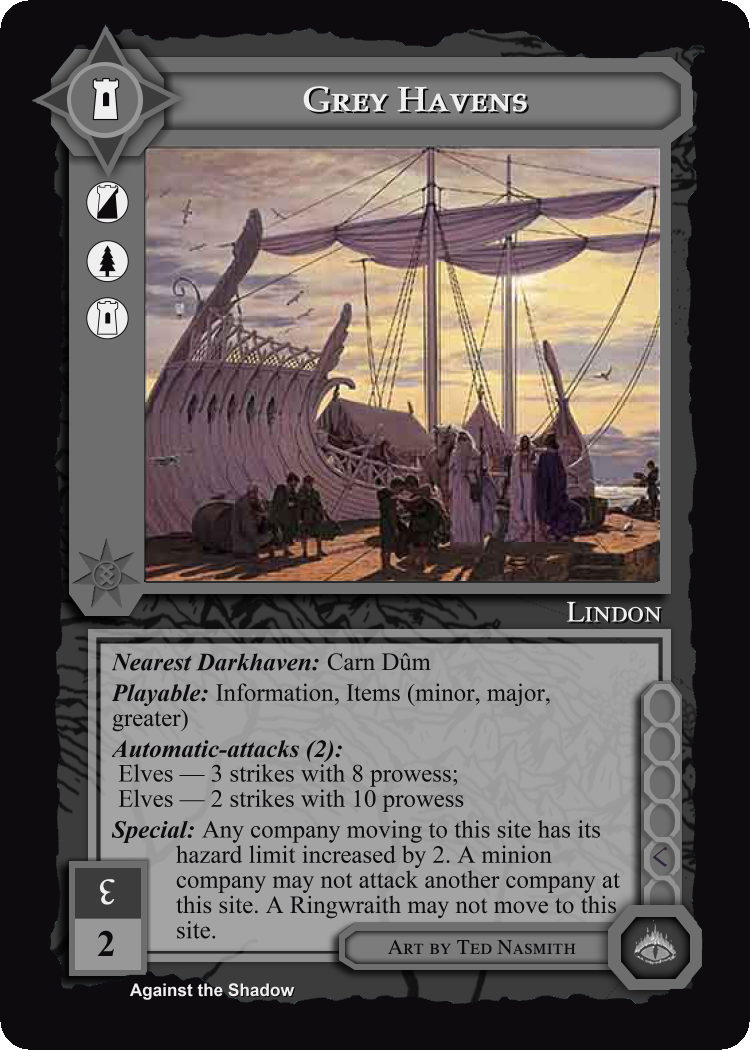 GREY HAVENS
LINDON
Nearest Darkhaven: Carn Dûm
Playable: Information, Items (minor, major,
greater)
Automatic-attacks (2):
Elves — 3 strikes with 8 prowess;
Elves — 2 strikes with 10 prowess
Special: Any company moving to this site has its
hazard limit increased by 2. A minion
company may not attack another company at
this site. A Ringwraith may not move to this
site.
2
ART BY TED NASMITH
Against the Shadow